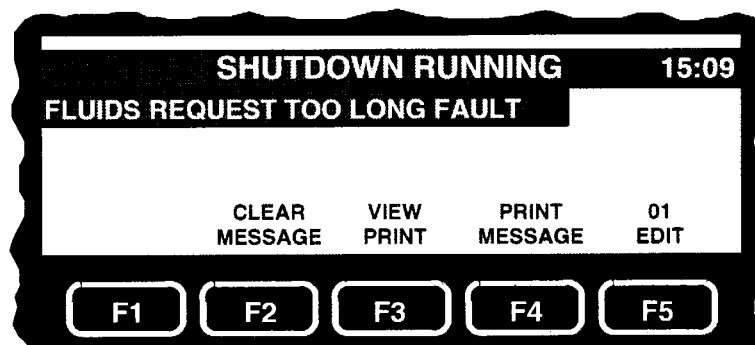 SHUTDOWN RUNNING 15:09
FLUIDS REQUEST TOO LONG FAULT
CLEAR VIEW PRINT 01
MESSAGE PRINT MESSAGE EDIT
F1 F2 F3 F4 F5